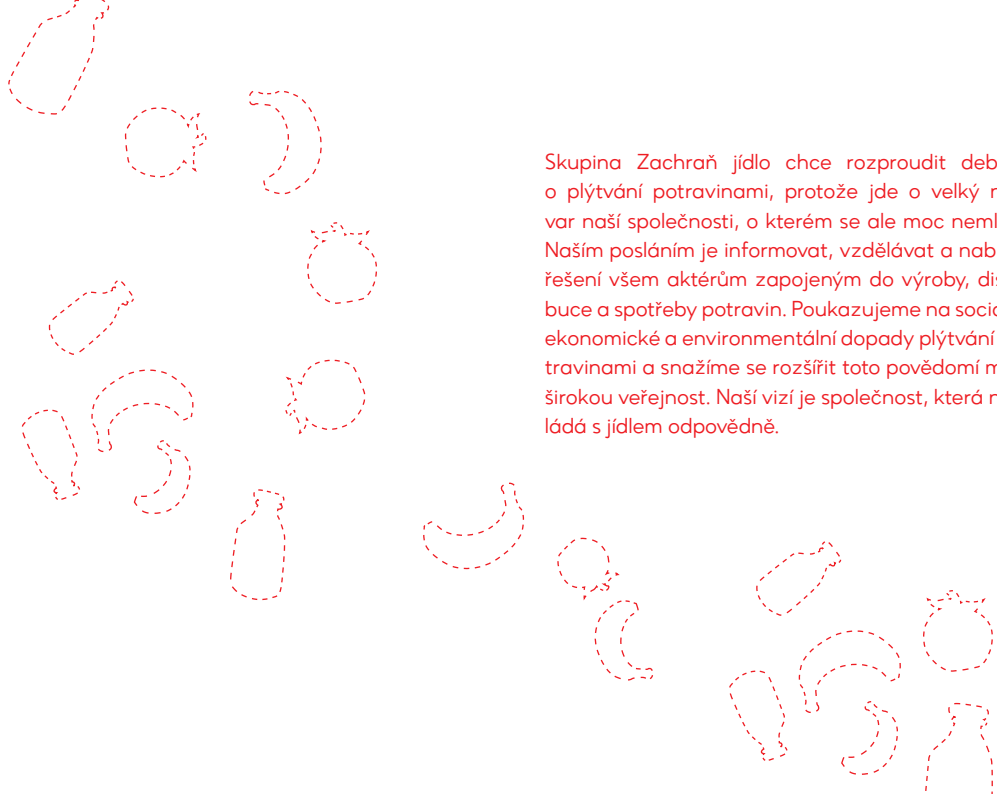 Skupina Zachraň jídlo chce rozproudit deb
o plýtvání potravinami, protože jde o velký
var naší společnosti, o kterém se ale moc neml
Naším posláním je informovat, vzdělávat a nab
řešení všem aktérům zapojeným do výroby, dis
buce a spotřeby potravin. Poukazujeme na sociá
ekonomické a environmentální dopady plýtvání
travinami a snažíme se rozšířit toto povědomí m
širokou veřejnost. Naší vizí je společnost, která n
ládá s jídlem odpovědně.